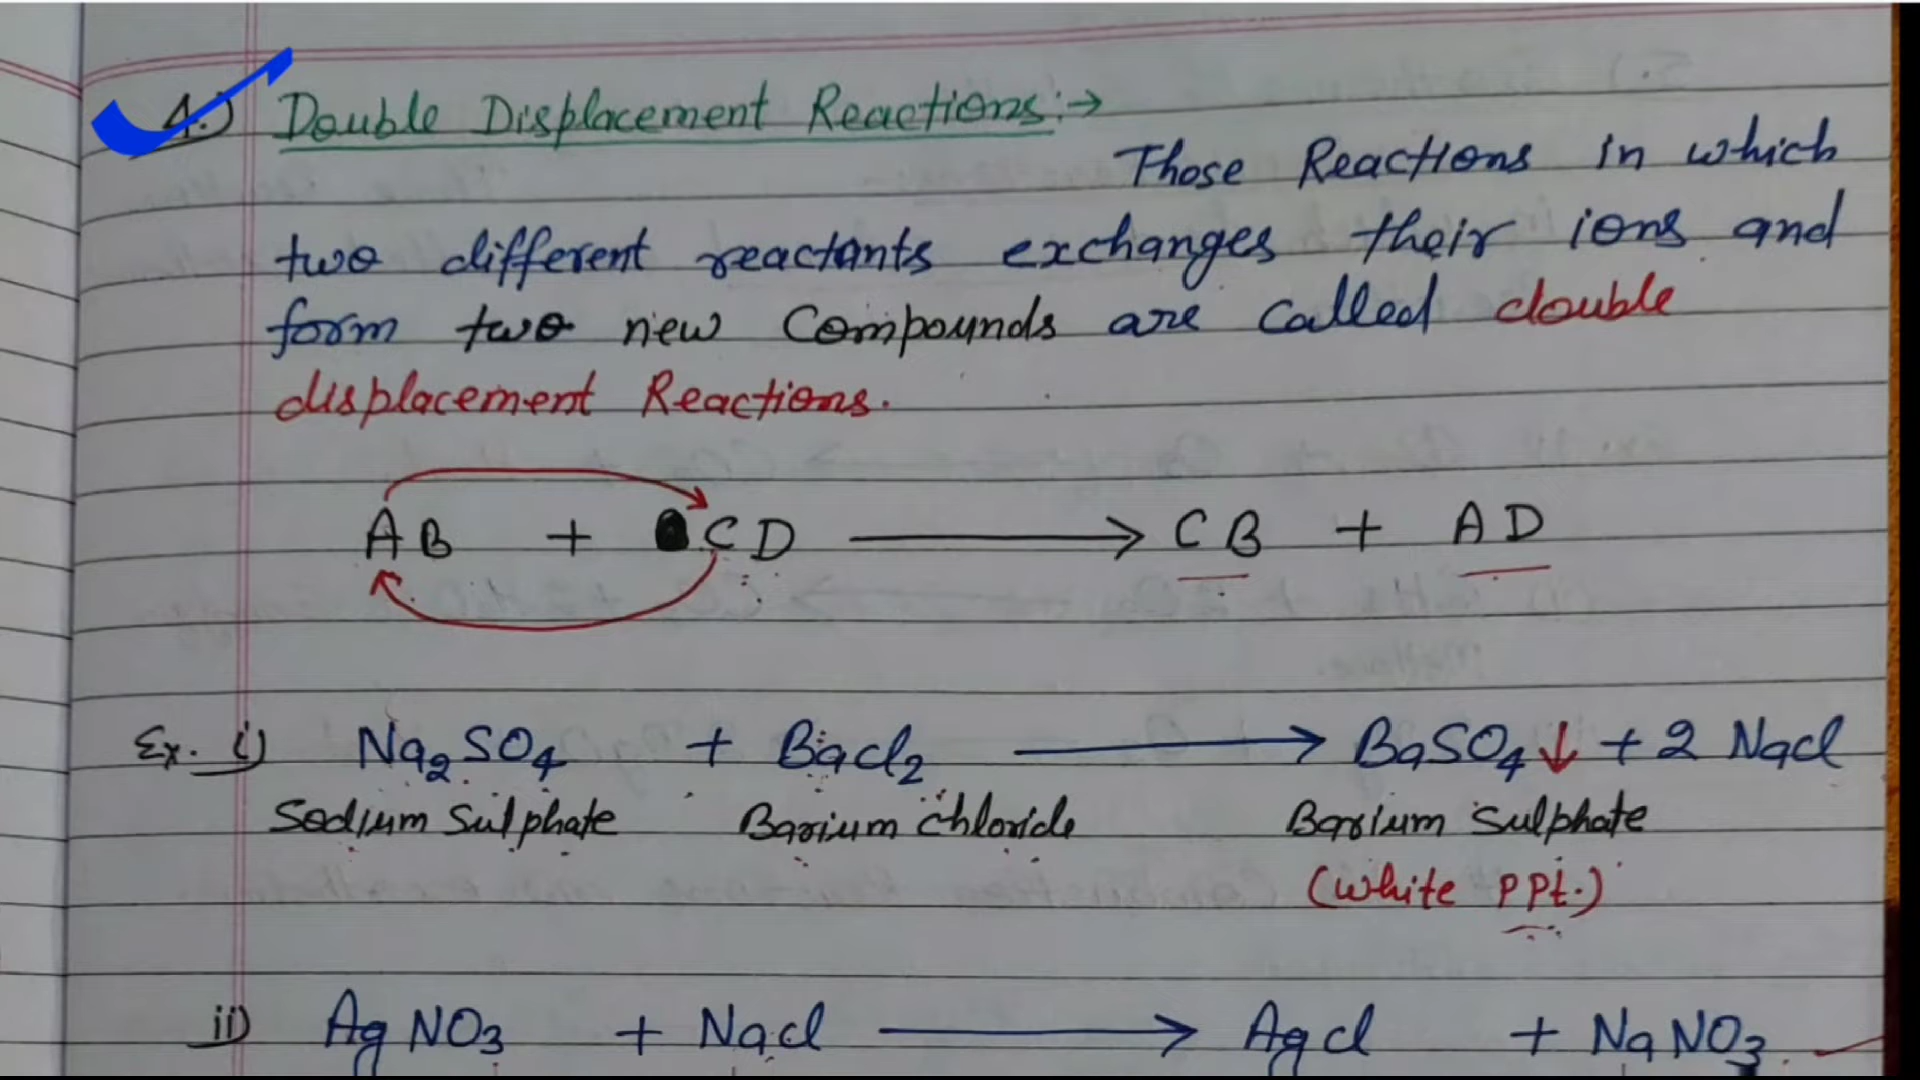 4.) Double Displacement Reactions:→
Those Reactions in which
two different reactants exchanges their ions and
form two new Compounds are called double
displacement Reactions.
AB + CD ⟶ CB + AD
Ex. i) Na₂SO₄ + Bacl₂ ⟶ BaSO₄↓ + 2 Nacl
Sodium Sulphate Barium chloride Barium Sulphate
(white PPt.)
ii) AgNO₃ + Nacl ⟶ Agcl + NaNO₃